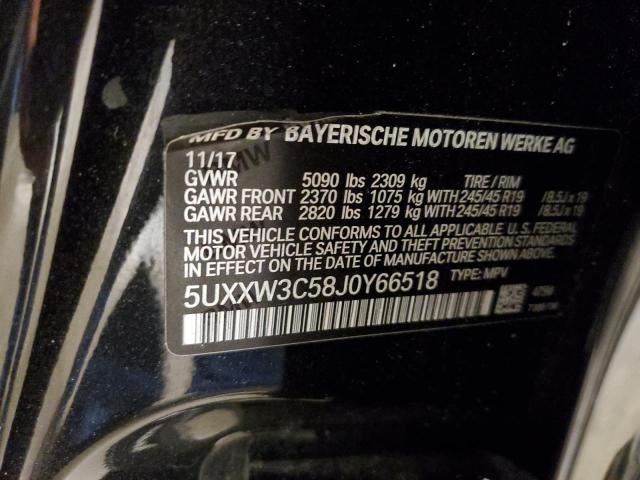 MFD BY BAYERISCHE MOTOREN WERKE AG
11/17
GVWR 5090 lbs 2309 kg TIRE / RIM
GAWR FRONT 2370 lbs 1075 kg WITH 245/45 R19 /8.5J x 19
GAWR REAR 2820 lbs 1279 kg WITH 245/45 R19 /8.5J x 19
THIS VEHICLE CONFORMS TO ALL APPLICABLE U. S. FEDERAL
MOTOR VEHICLE SAFETY AND THEFT PREVENTION STANDARDS
IN EFFECT ON THE DATE OF MANUFACTURE SHOWN ABOVE.
5UXXW3C58J0Y66518 TYPE: MPV